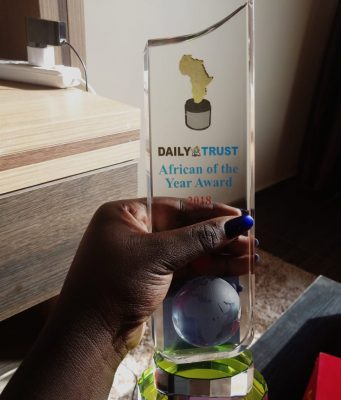 DAILY TRUST
African of the
Year Award
2018